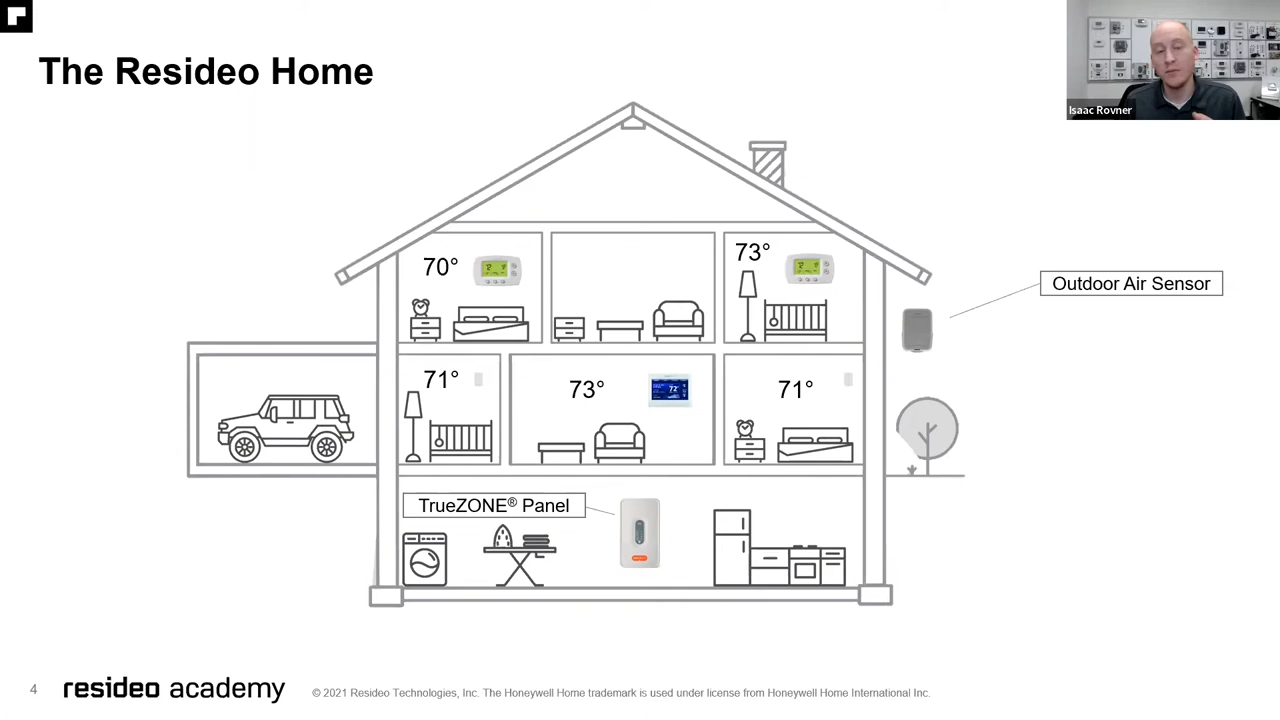 The Resideo Home
Isaac Rovner
70°
73°
Outdoor Air Sensor
71°
73°
72°
71°
TrueZONE® Panel
4
resideo academy
© 2021 Resideo Technologies, Inc. The Honeywell Home trademark is used under license from Honeywell Home International Inc.